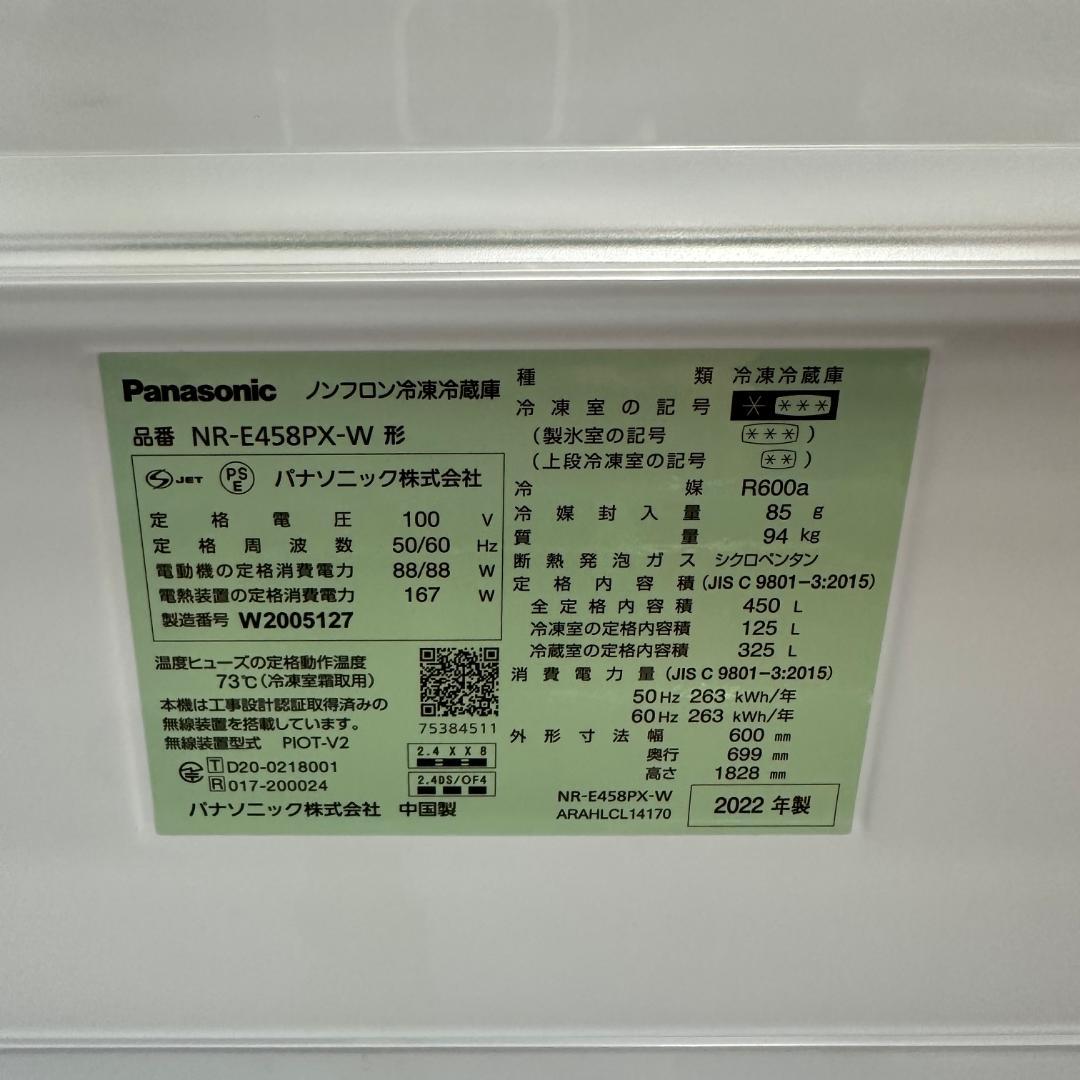 Panasonic ノンフロン冷凍冷蔵庫
品番 NR-E458PX-W 形
S JET PS E パナソニック株式会社
定格電圧 100 V
定格周波数 50/60 Hz
電動機の定格消費電力 88/88 W
電熱装置の定格消費電力 167 W
製造番号 W2005127
温度ヒューズの定格動作温度
73℃(冷凍室霜取用)
本機は工事設計認証取得済みの
無線装置を搭載しています。
無線装置型式 PIOT-V2
T D20-0218001
R 017-200024
75384511
2.4 X X 8
2.4DS/OF4
パナソニック株式会社 中国製
種類 冷凍冷蔵庫
冷凍室の記号 * ***
(製氷室の記号 ***)
(上段冷凍室の記号 **)
冷媒 R600a
冷媒封入量 85 g
質量 94 kg
断熱発泡ガス シクロペンタン
定格内容積 (JIS C 9801-3:2015)
全定格内容積 450 L
冷凍室の定格内容積 125 L
冷蔵室の定格内容積 325 L
消費電力量 (JIS C 9801-3:2015)
50Hz 263 kWh/年
60Hz 263 kWh/年
外形寸法幅 600 mm
奥行 699 mm
高さ 1828 mm
NR-E458PX-W
ARAHLCL14170
2022 年製